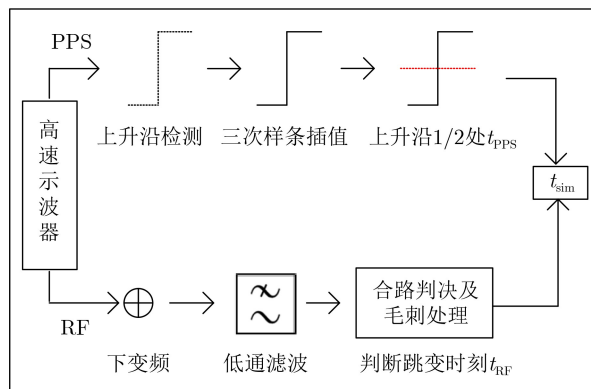 PPS
上升沿检测
三次样条插值
上升沿1/2处tPPS
高速示波器
tsim
RF
下变频
低通滤波
合路判决及
毛刺处理
判断跳变时刻tRF